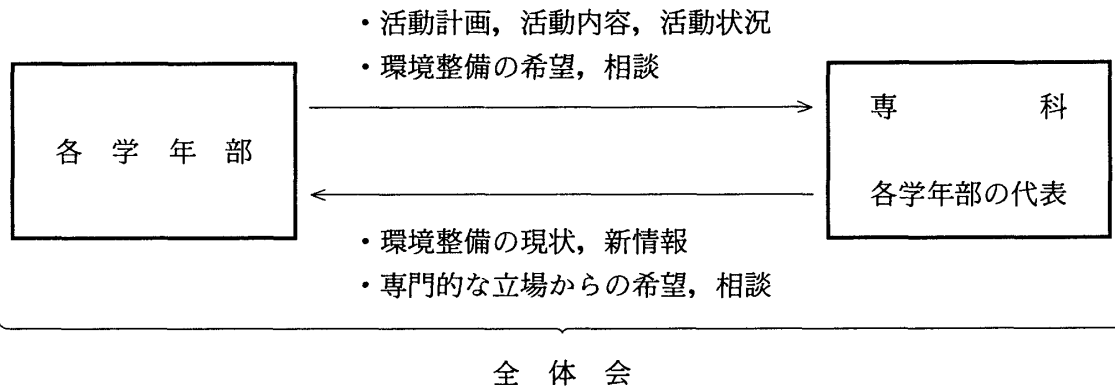 ・活動計画，活動内容，活動状況
・環境整備の希望，相談
各学年部
専科
各学年部の代表
・環境整備の現状，新情報
・専門的な立場からの希望，相談
全体会